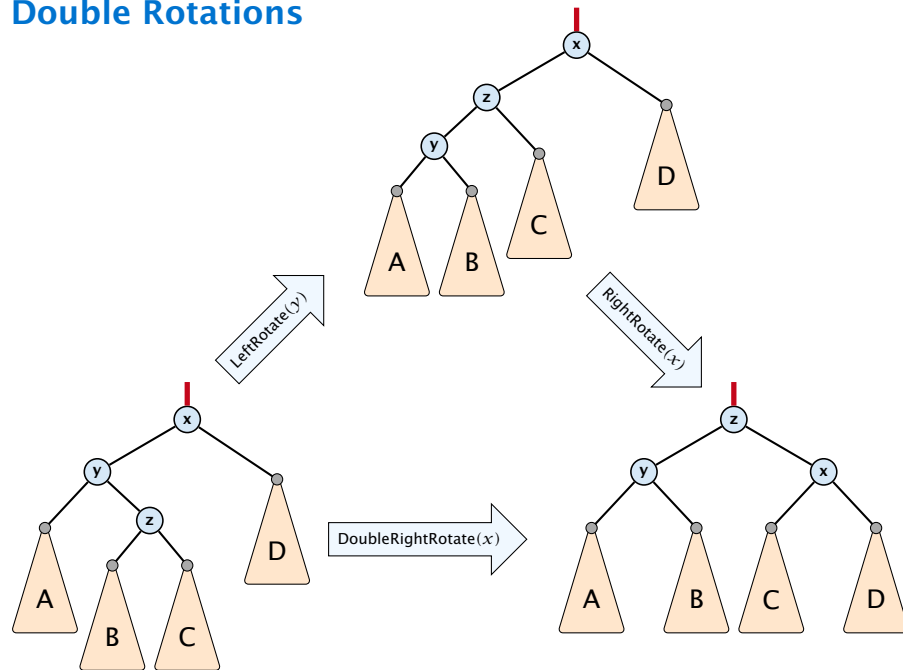 Double Rotations
x
z
y
D
C
A
B
LeftRotate(y)
RightRotate(x)
x
z
y
y
x
z
D
DoubleRightRotate(x)
A
B
C
A
B
C
D